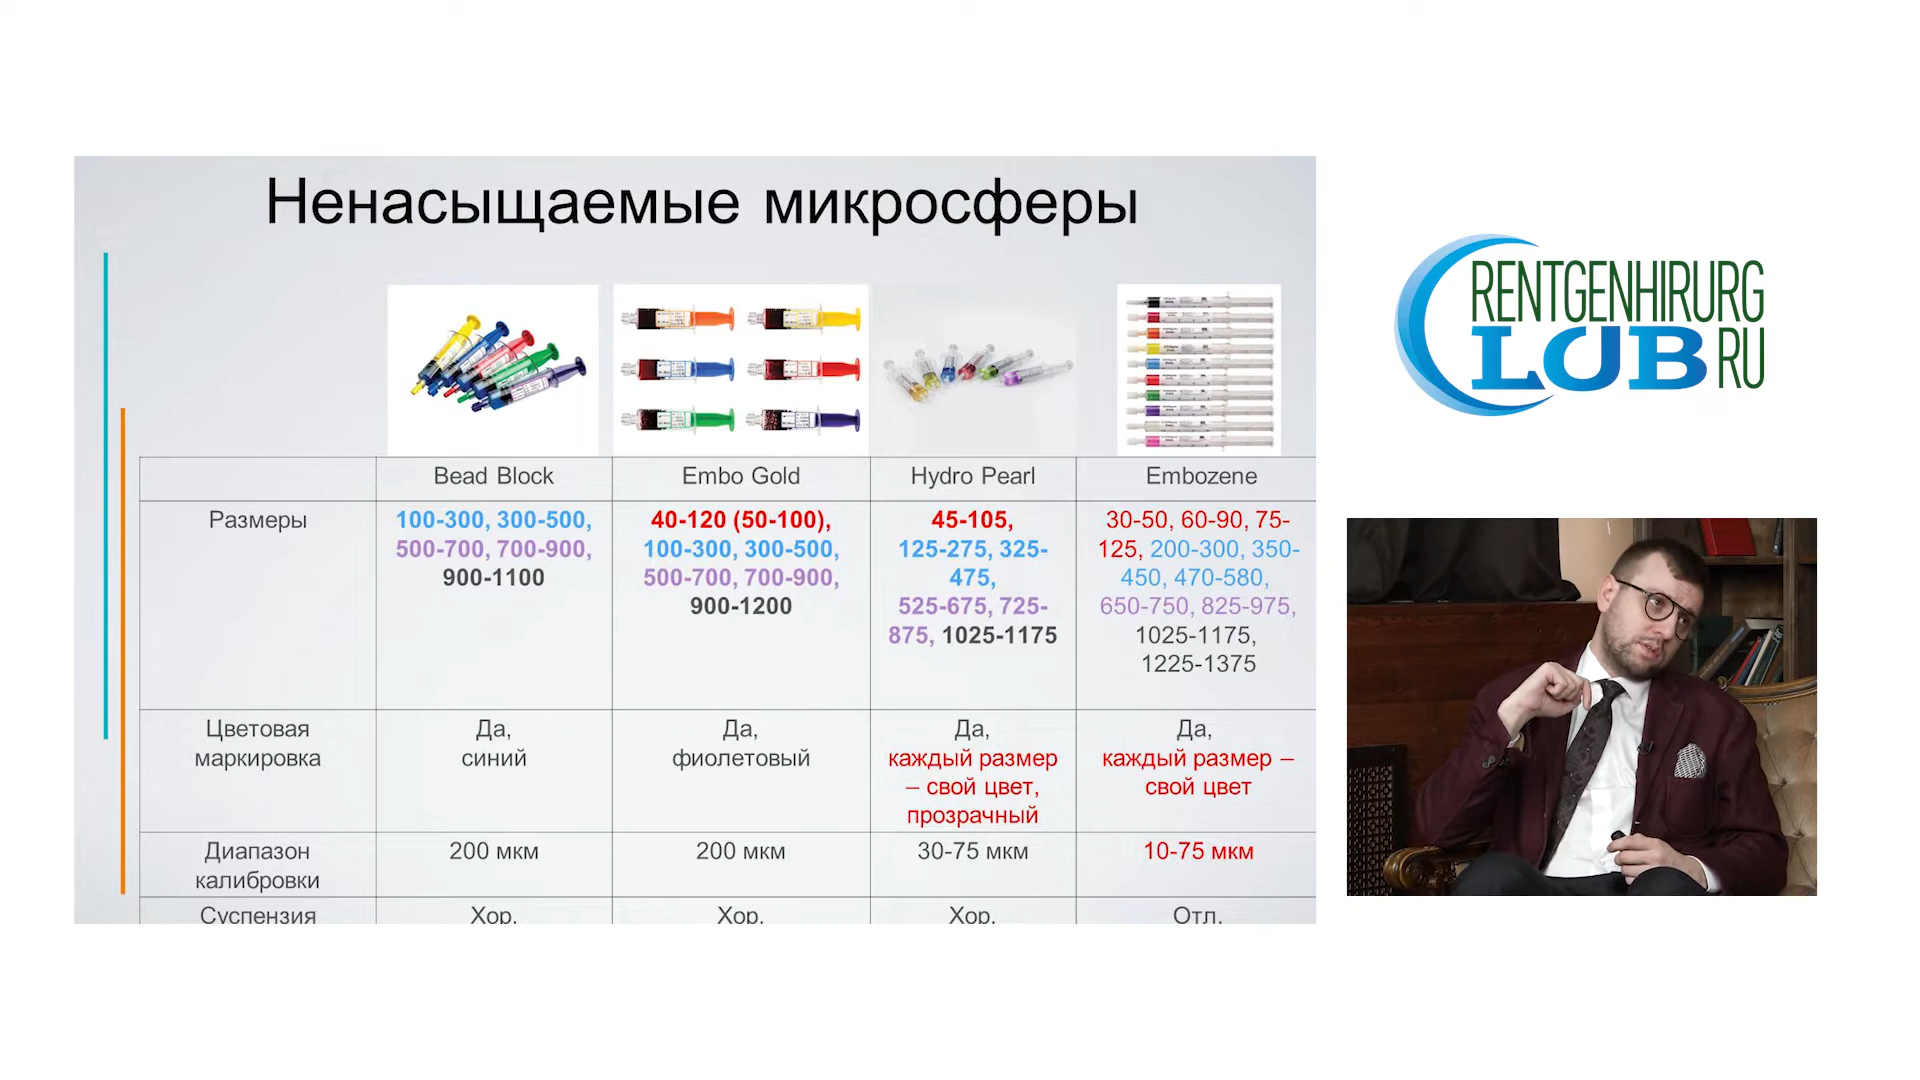 Ненасыщаемые микросферы
RENTGENHIRURG
CLUB RU
Bead Block
Embo Gold
Hydro Pearl
Embozene
Размеры
100-300, 300-500,
500-700, 700-900,
900-1100
40-120 (50-100),
100-300, 300-500,
500-700, 700-900,
900-1200
45-105,
125-275, 325-
475,
525-675, 725-
875, 1025-1175
30-50, 60-90, 75-
125, 200-300, 350-
450, 470-580,
650-750, 825-975,
1025-1175,
1225-1375
Цветовая
маркировка
Да,
синий
Да,
фиолетовый
Да,
каждый размер
– свой цвет,
прозрачный
Да,
каждый размер –
свой цвет
Диапазон
калибровки
200 мкм
200 мкм
30-75 мкм
10-75 мкм
Суспензия
Хор.
Хор.
Хор.
Отл.